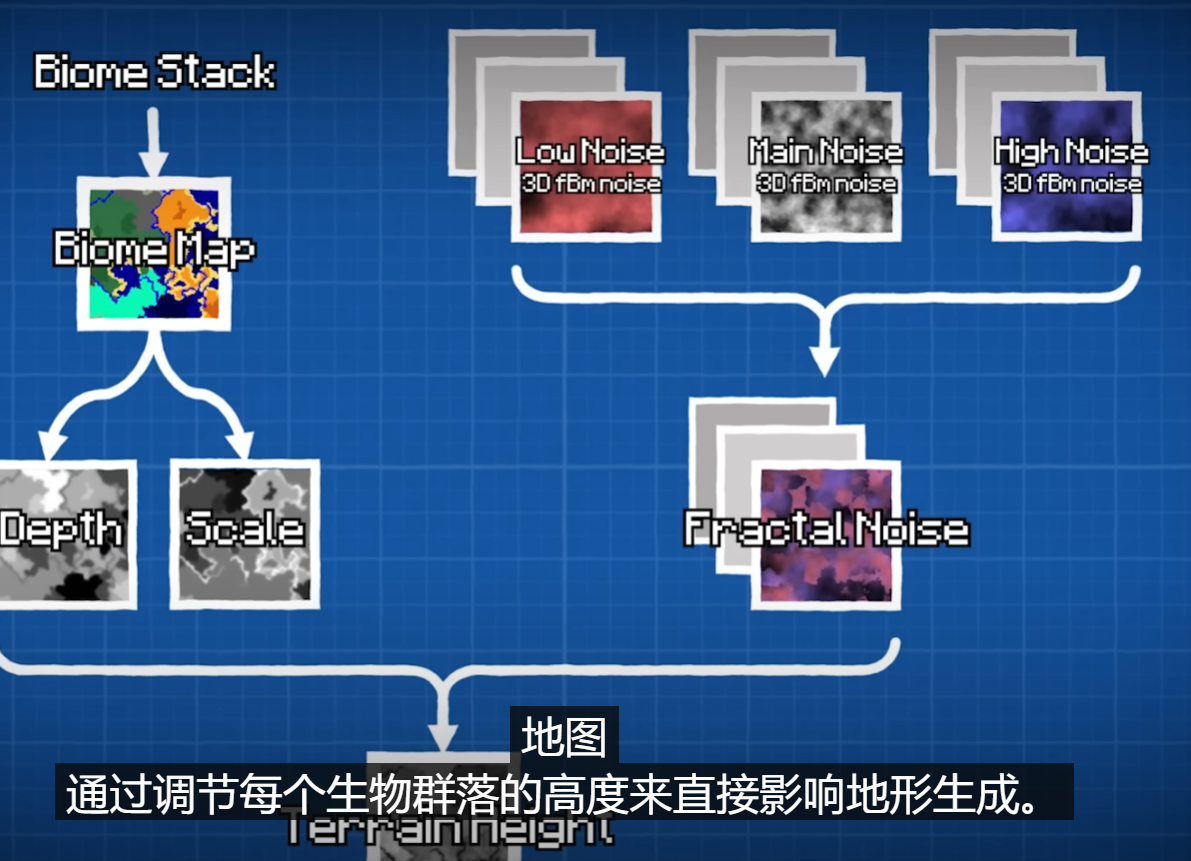 Biome Stack
Biome Map
Depth
Scale
Low Noise
3D fBm noise
Main Noise
3D fBm noise
High Noise
3D fBm noise
Fractal Noise
地图
通过调节每个生物群落的高度来直接影响地形生成。
Terrain Height